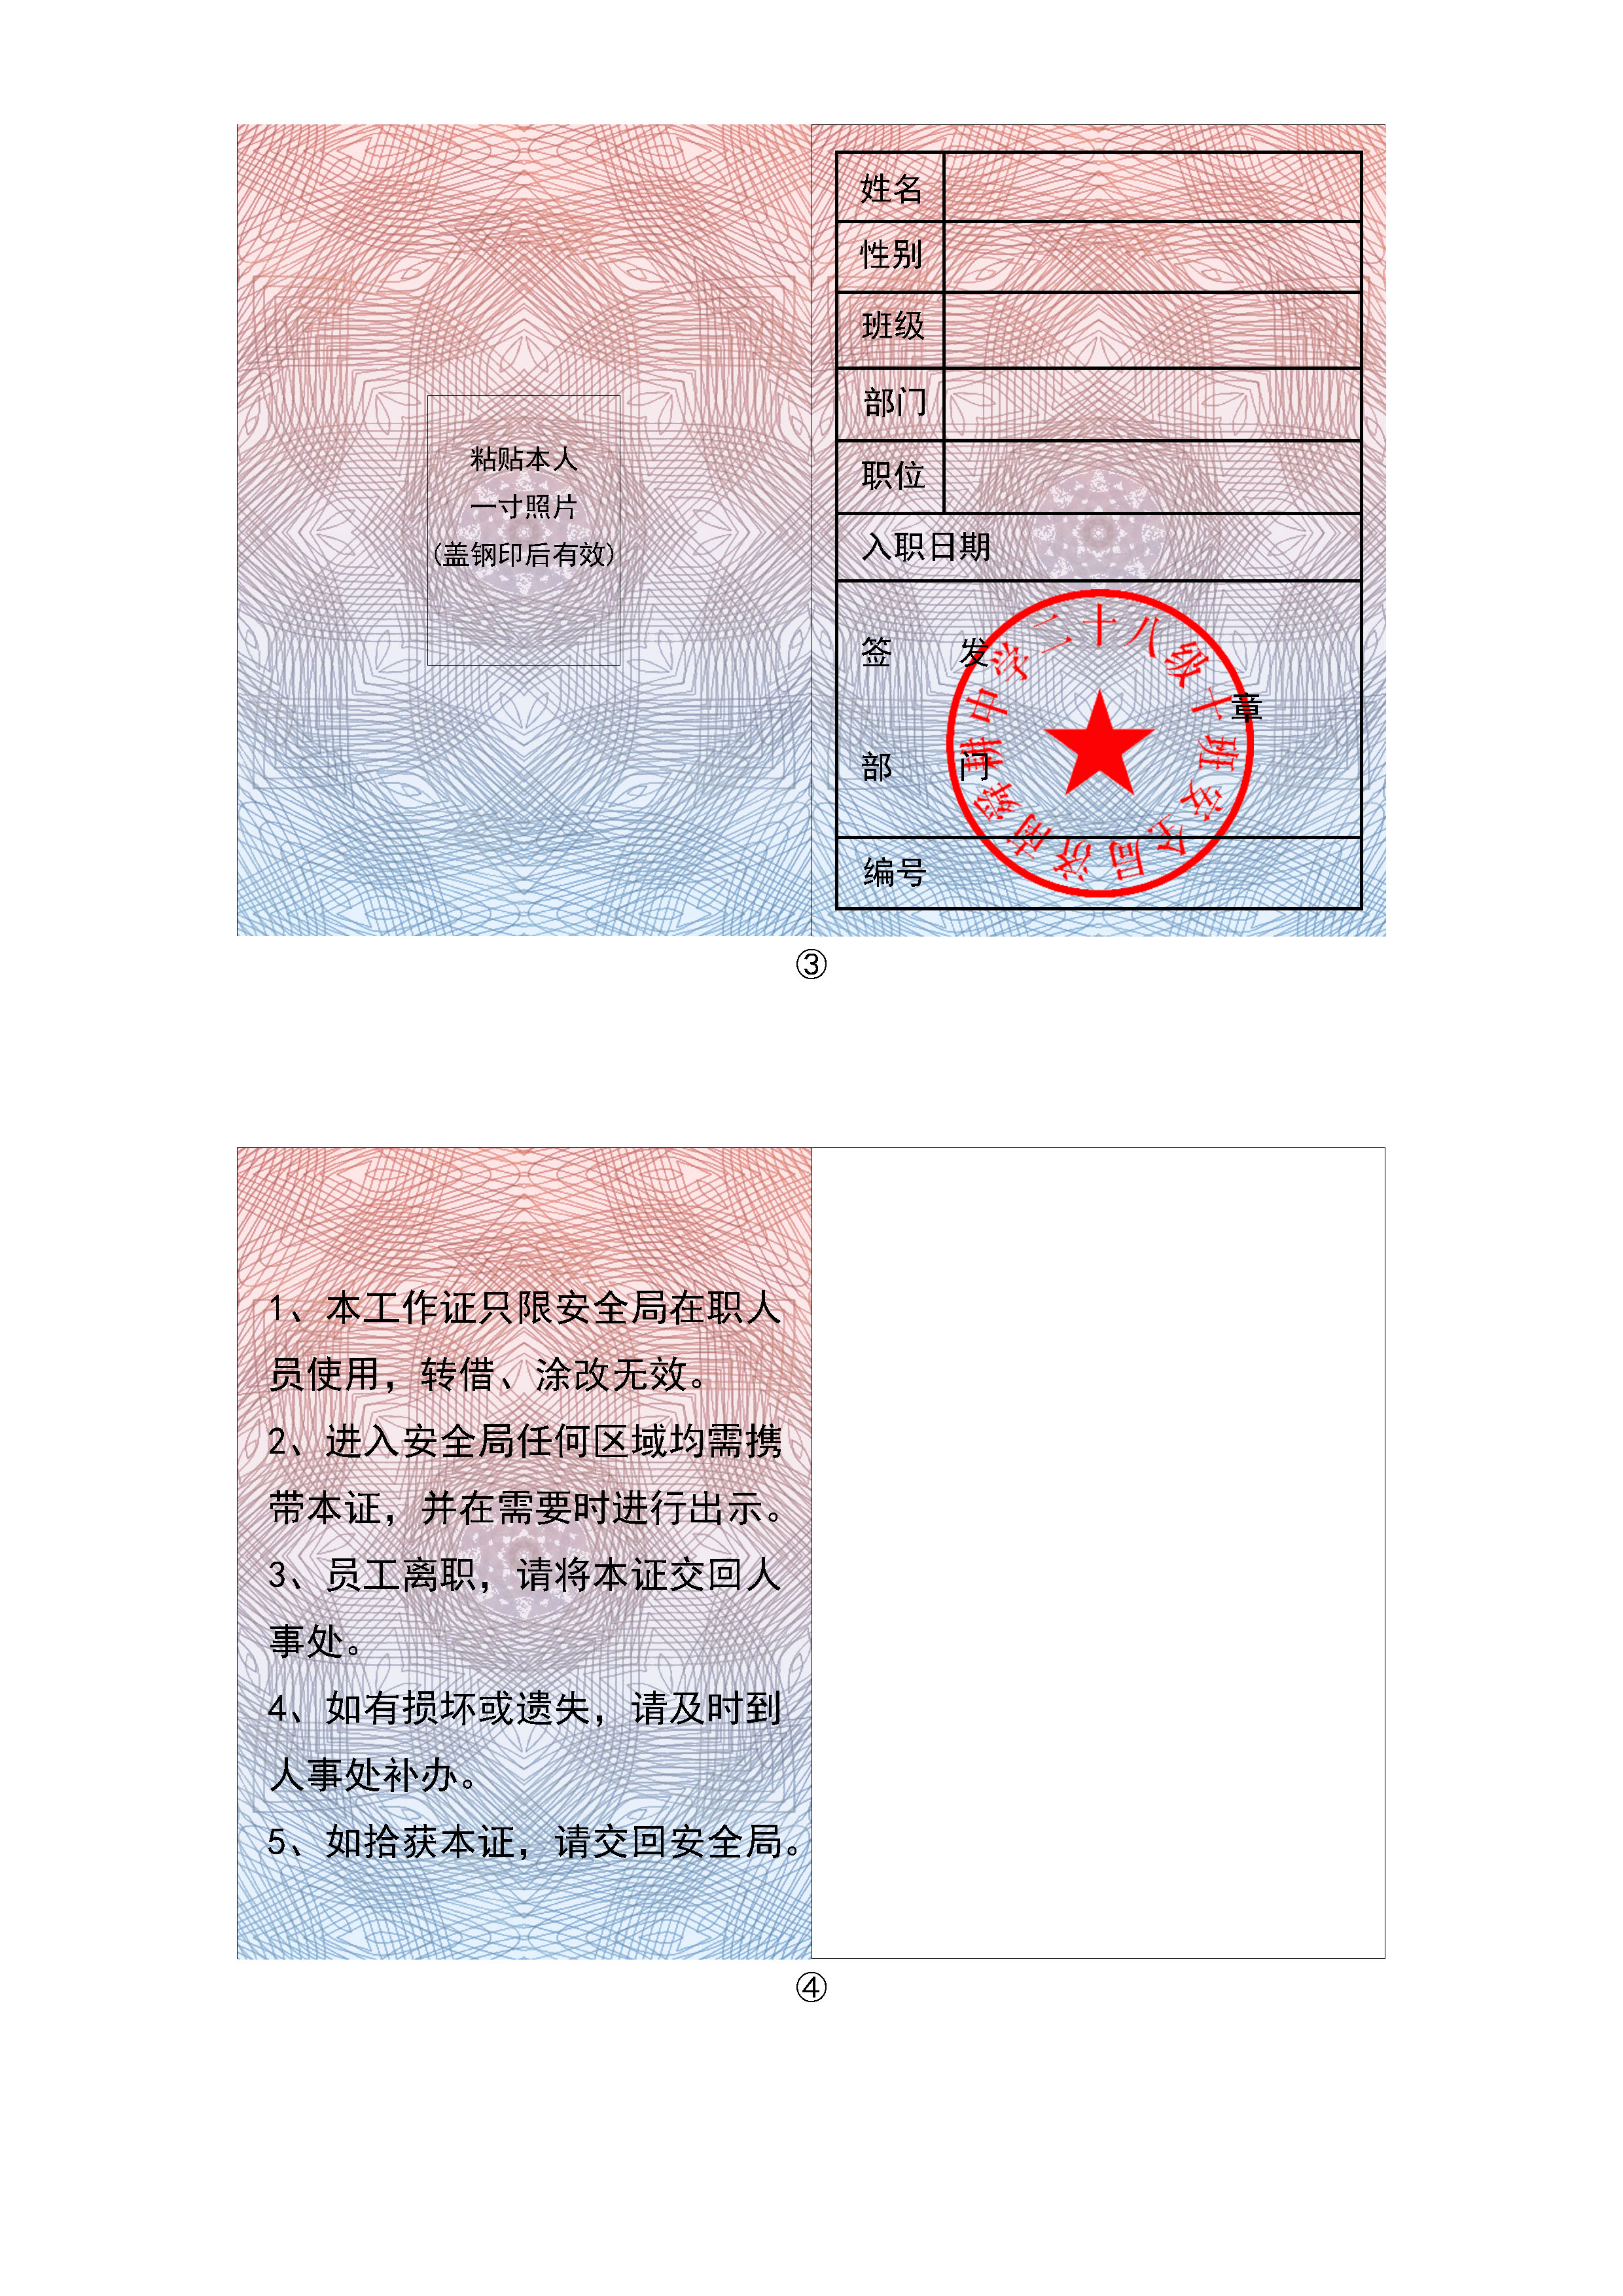 粘贴本人
一寸照片
(盖钢印后有效)
姓名
性别
班级
部门
职位
入职日期
签 发
部 门
章
济南舜耕中学二十八级十班安全局
编号
③
1、本工作证只限安全局在职人
员使用，转借、涂改无效。
2、进入安全局任何区域均需携
带本证，并在需要时进行出示。
3、员工离职，请将本证交回人
事处。
4、如有损坏或遗失，请及时到
人事处补办。
5、如拾获本证，请交回安全局。
④